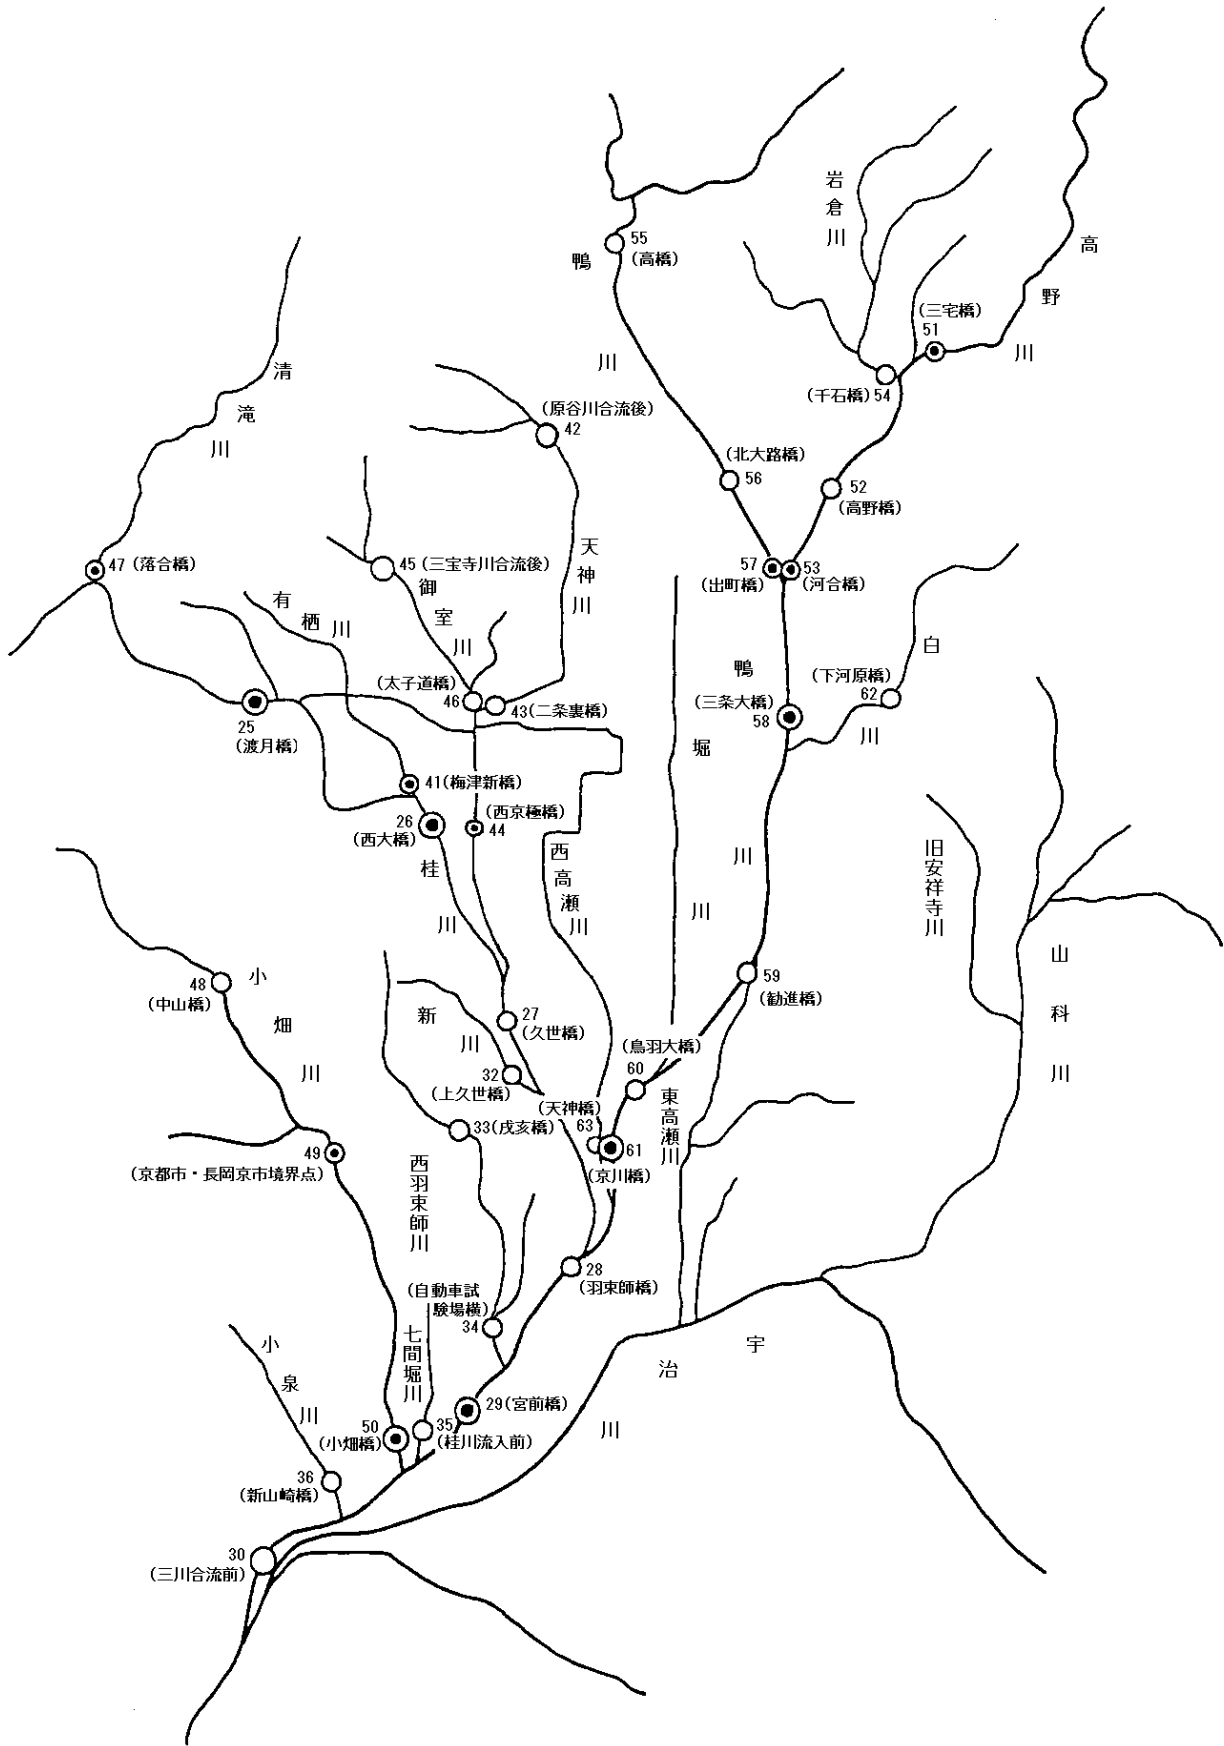 岩倉川
高野川
55
(高橋)
鴨川
(三宅橋)
51
(千石橋)
54
清滝川
(原谷川合流後)
42
(北大路橋)
56
52
(高野橋)
47(落合橋)
45(三宝寺川合流後)
天神川
57
(出町橋)
53
(河合橋)
有栖川
御室川
白川
鴨川
(下河原橋)
62
(太子道橋)
46
43(二条裏橋)
(三条大橋)
58
25
(渡月橋)
堀川
41(梅津新橋)
26
(西大橋)
(西京極橋)
44
桂川
西高瀬川
旧安祥寺川
山科川
48
(中山橋)
小畑川
59
(勧進橋)
新川
27
(久世橋)
(鳥羽大橋)
60
32
(上久世橋)
(天神橋)
63
東高瀬川
33(戌亥橋)
49
(京都市・長岡京市境界点)
61
(京川橋)
西羽束師川
28
(羽束師橋)
(自動車試
験場横)
34
七間堀川
小泉川
宇治川
29(宮前橋)
50
(小畑橋)
35
(桂川流入前)
36
(新山崎橋)
30
(三川合流前)